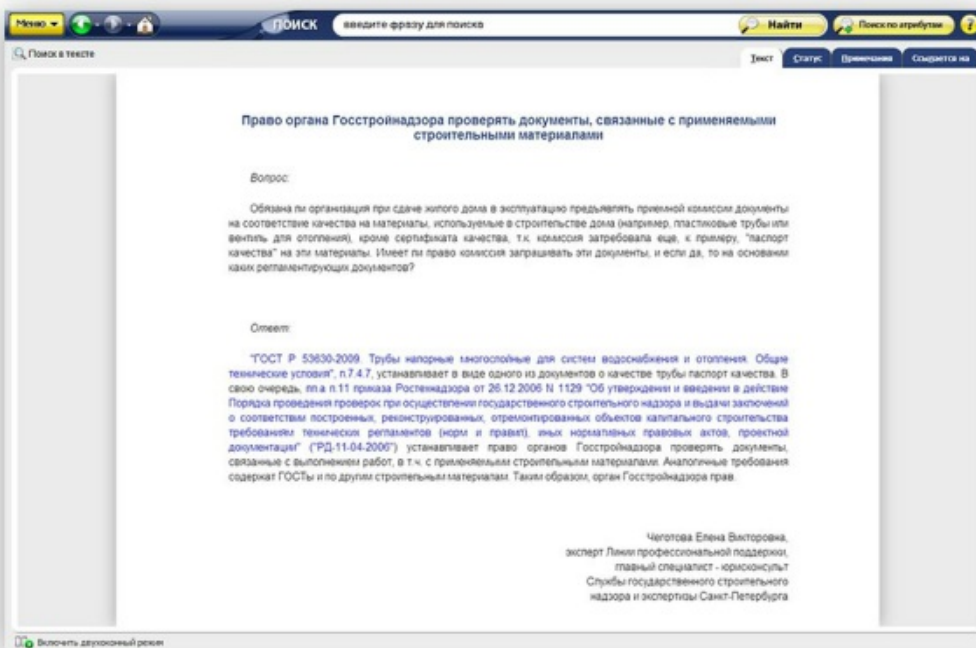 Меню
ПОИСК введите фразу для поиска Найти Поиск по атрибутам ?
Поиск в тексте
Текст Статус Примечания Ссылается на
Право органа Госстройнадзора проверять документы, связанные с применяемыми
строительными материалами
Вопрос:
Обязана ли организация при сдаче жилого дома в эксплуатацию предъявлять приемной комиссии документы
на соответствие качества на материалы, используемые в строительстве дома (например, пластиковые трубы или
вентиль для отопления), кроме сертификата качества, т.к. комиссия затребовала еще, к примеру, "паспорт
качества" на эти материалы. Имеет ли право комиссия запрашивать эти документы, и если да, то на основании
каких регламентирующих документов?
Ответ:
"ГОСТ Р 53630-2009. Трубы напорные многослойные для систем водоснабжения и отопления. Общие
технические условия", п.7.4.7, устанавливает в виде одного из документов о качестве трубы паспорт качества. В
свою очередь, пп.а п.11 приказа Ростехнадзора от 26.12.2006 N 1129 "Об утверждении и введении в действие
Порядка проведения проверок при осуществлении государственного строительного надзора и выдачи заключений
о соответствии построенных, реконструированных, отремонтированных объектов капитального строительства
требованиям технических регламентов (норм и правил), иных нормативных правовых актов, проектной
документации" ("РД-11-04-2006") устанавливает право органов Госстройнадзора проверять документы,
связанные с выполнением работ, в т.ч. с применяемыми строительными материалами. Аналогичные требования
содержат ГОСТы и по другим строительным материалам. Таким образом, орган Госстройнадзора прав.
Чеготова Елена Викторовна,
эксперт Линии профессиональной поддержки,
главный специалист - юрисконсульт
Службы государственного строительного
надзора и экспертизы Санкт-Петербурга
Включить двухоконный режим